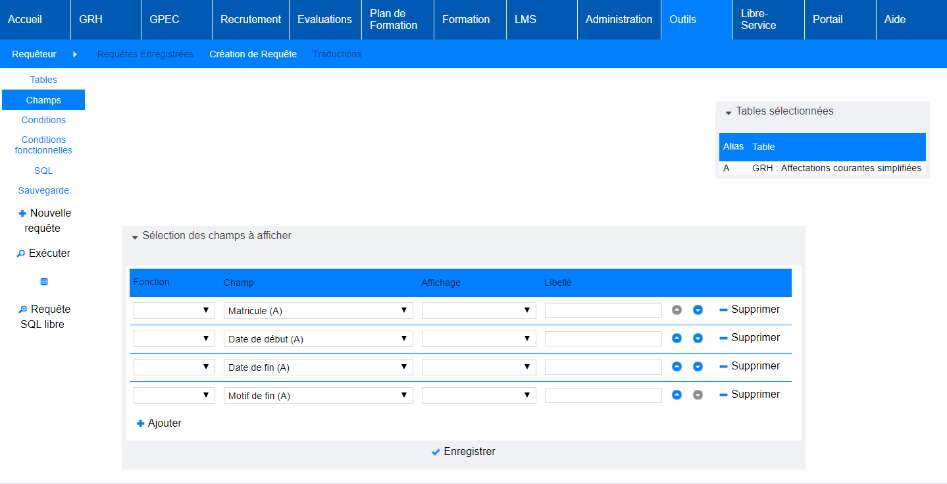 Accueil GRH GPEC Recrutement Evaluations Plan de Formation Formation LMS Administration Outils Libre-Service Portail Aide
Requêteur Requêtes Enregistrées Création de Requête Traductions
Tables
Champs
Conditions
Conditions
fonctionnelles
SQL
Sauvegarde
Nouvelle
requête
Exécuter
Requête
SQL libre
Tables sélectionnées
Alias Table
A GRH : Affectations courantes simplifiées
Sélection des champs à afficher
Fonction Champ Affichage Libellé
Matricule (A) Supprimer
Date de début (A) Supprimer
Date de fin (A) Supprimer
Motif de fin (A) Supprimer
Ajouter
Enregistrer